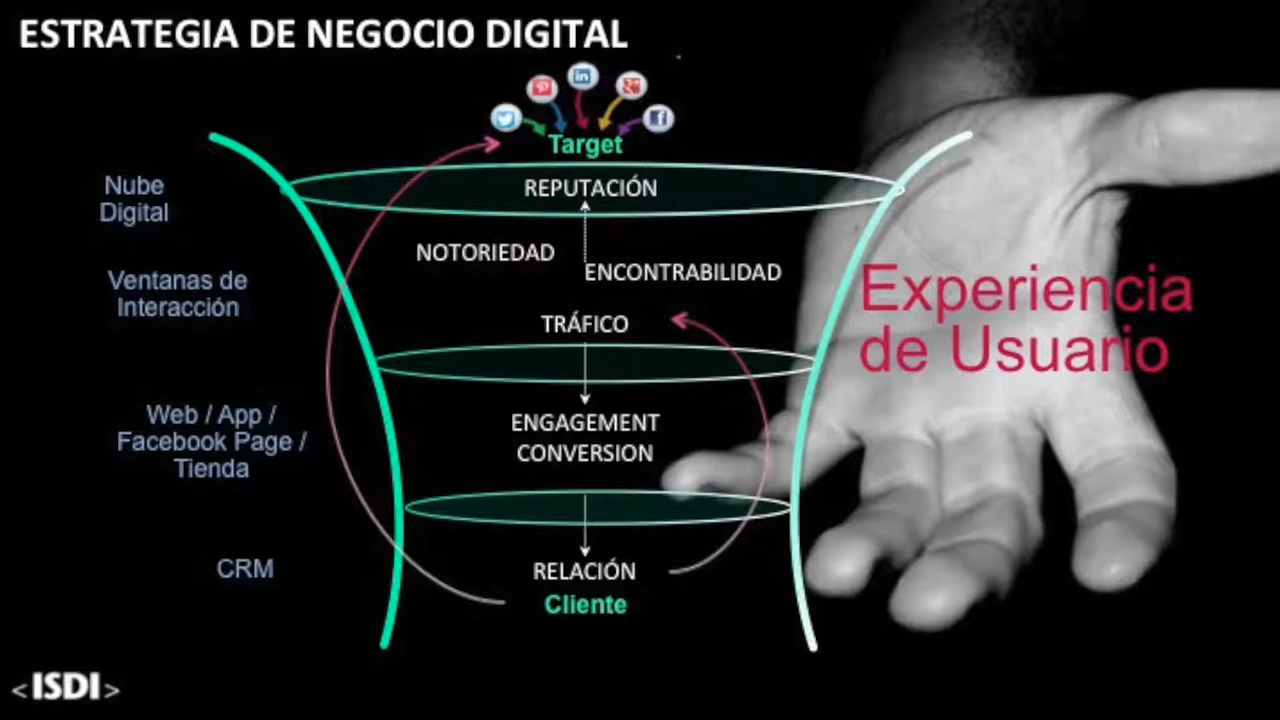 ESTRATEGIA DE NEGOCIO DIGITAL
Target
Nube
Digital
REPUTACIÓN
NOTORIEDAD
ENCONTRABILIDAD
Ventanas de
Interacción
Experiencia
de Usuario
TRÁFICO
Web / App /
Facebook Page /
Tienda
ENGAGEMENT
CONVERSION
CRM
RELACIÓN
Cliente
<ISDI>